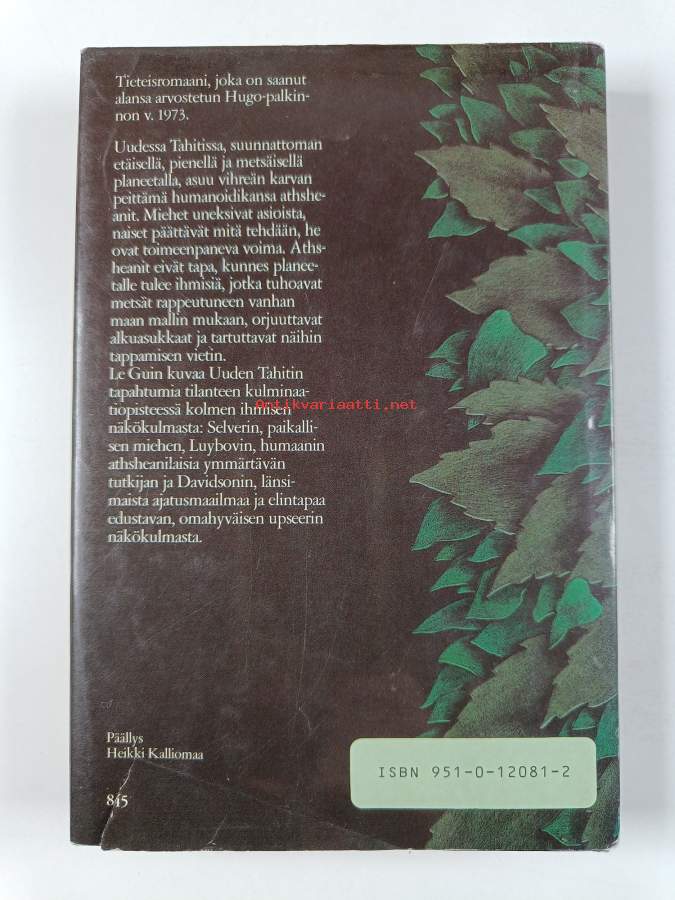 Tieteisromaani, joka on saanut
alansa arvostetun Hugo-palkin-
non v. 1973.
Uudessa Tahitissa, suunnattoman
etäisellä, pienellä ja metsäisellä
planeetalla, asuu vihreän karvan
peittämä humanoidikansa athshe-
anit. Miehet uneksivat asioista,
naiset päättävät mitä tehdään, he
ovat toimeenpaneva voima. Aths-
heanit eivät tapa, kunnes planee-
talle tulee ihmisiä, jotka tuhoavat
metsät rappeutuneen vanhan
maan mallin mukaan, orjuuttavat
alkuasukkaat ja tartuttavat näihin
tappamisen vietin.
Le Guin kuvaa Uuden Tahitin
tapahtumia tilanteen kulminaa-
tiopisteessä kolmen ihmisen
näkökulmasta: Selverin, paikalli-
sen miehen, Luybovin, humaanin
athsheanilaisia ymmärtävän
tutkijan ja Davidsonin, länsi-
maista ajatusmaailmaa ja elintapaa
edustavan, omahyväisen upseerin
näkökulmasta.
Antikvariaatti.net
Päällys
Heikki Kalliomaa
845
ISBN 951-0-12081-2